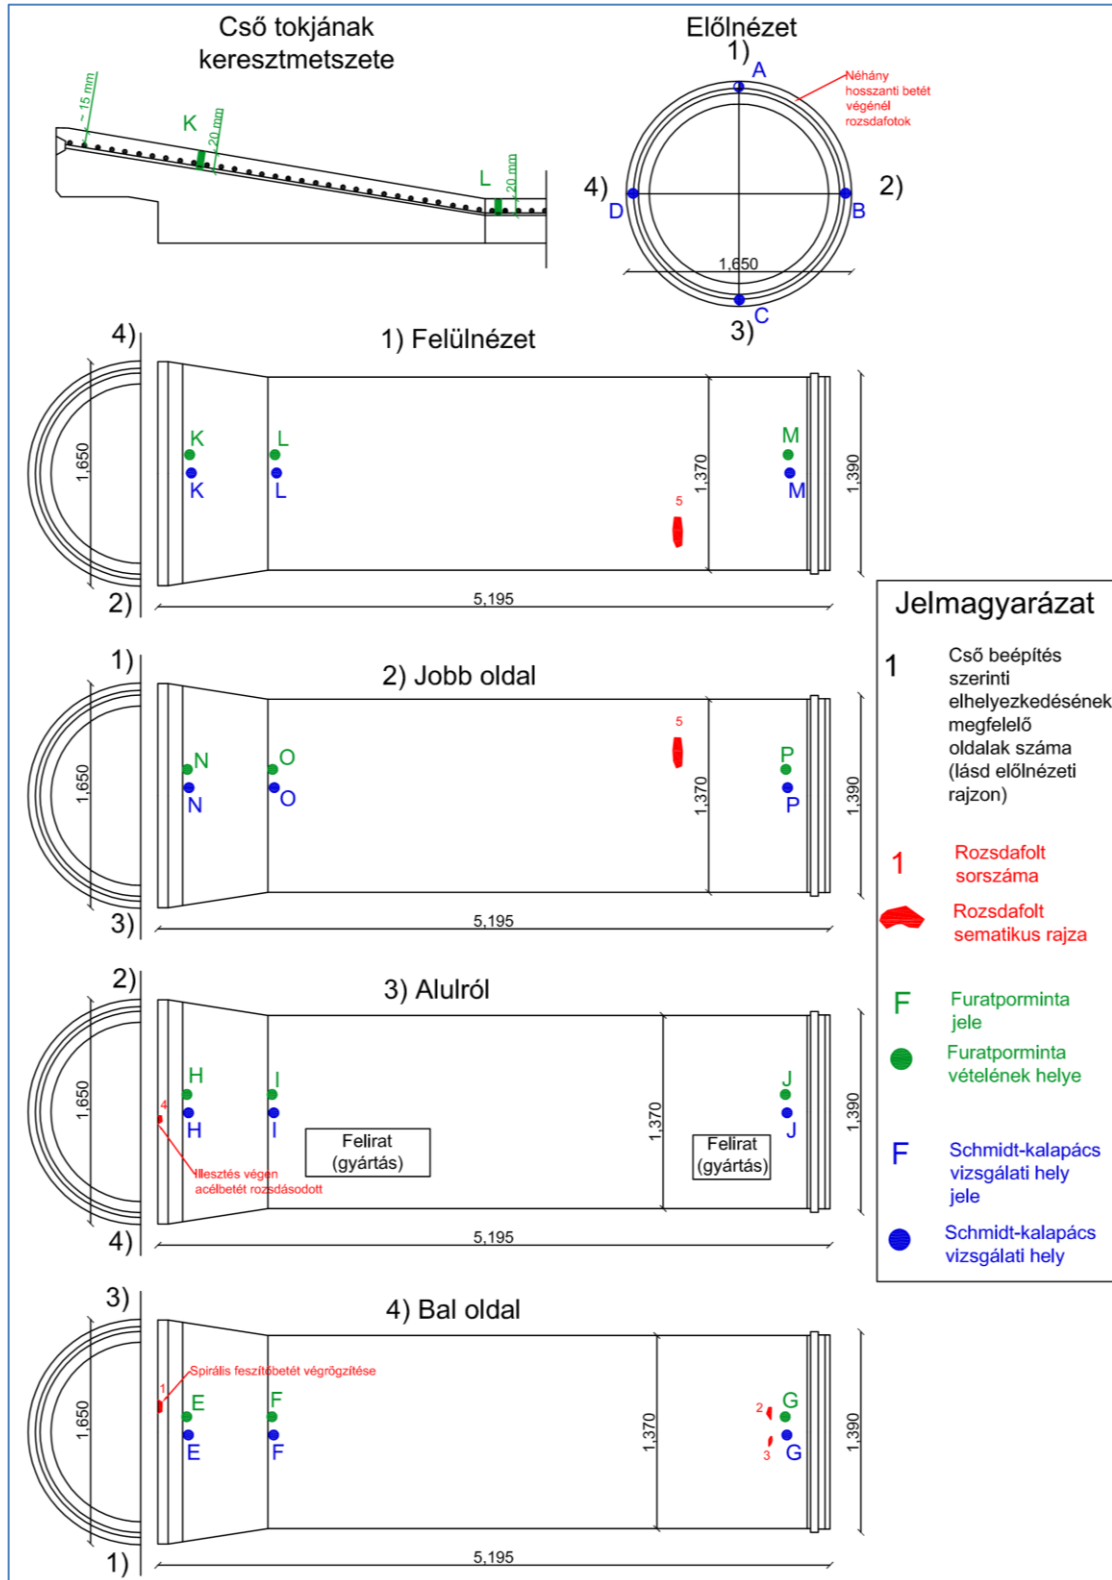 Cső tokjának
keresztmetszete
~ 15 mm
K
20 mm
L
20 mm
Előlnézet
1)
A
Néhány
hosszanti betét
végénél
rozsdafotok
4)
D
2)
B
1,650
C
3)
4)
1) Felülnézet
1,650
K
K
L
L
M
M
5
1,370
1,390
2)
5,195
1)
2) Jobb oldal
1,650
N
N
O
O
5
P
P
1,370
1,390
3)
5,195
2)
3) Alulról
1,650
4
H
H
I
I
J
J
Illesztés végen
acélbetét rozsdásodott
Felirat
(gyártás)
Felirat
(gyártás)
1,370
1,390
4)
5,195
3)
4) Bal oldal
1,650
1
Spirális feszítőbetét végrögzítése
E
E
F
F
2
3
G
G
1,370
1,390
1)
5,195
Jelmagyarázat
1
Cső beépítés
szerinti
elhelyezkedésének
megfelelő
oldalak száma
(lásd előlnézeti
rajzon)
1
Rozsdafolt
sorszáma
Rozsdafolt
sematikus rajza
F
Furatporminta
jele
Furatporminta
vételének helye
F
Schmidt-kalapács
vizsgálati hely
jele
Schmidt-kalapács
vizsgálati hely